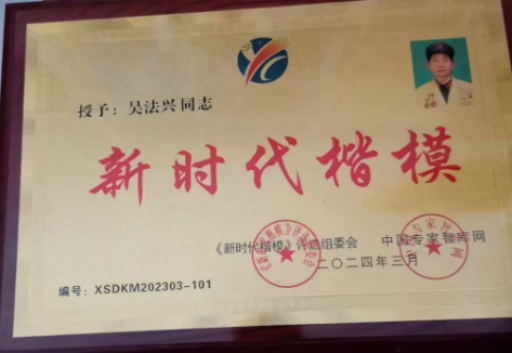 授予：吴法兴同志
新时代楷模
《新时代楷模》评选组委会 中国专家智库网
二〇二四年三月
编号：XSDKM202303-101